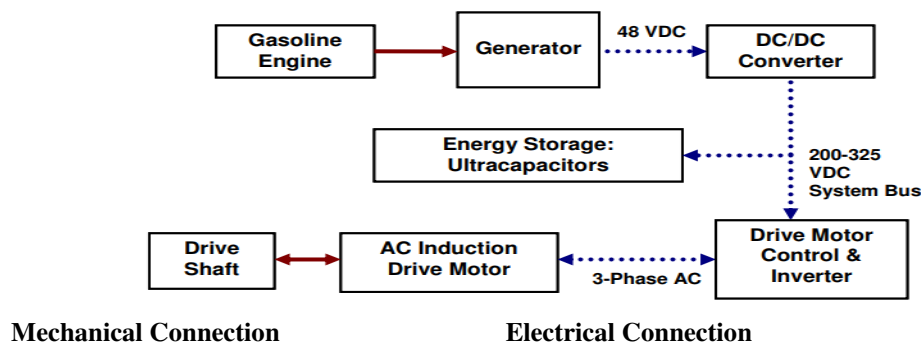 Gasoline
Engine
Generator
48 VDC
DC/DC
Converter
Energy Storage:
Ultracapacitors
200-325
VDC
System Bus
Drive
Shaft
AC Induction
Drive Motor
3-Phase AC
Drive Motor
Control &
Inverter
Mechanical Connection
Electrical Connection